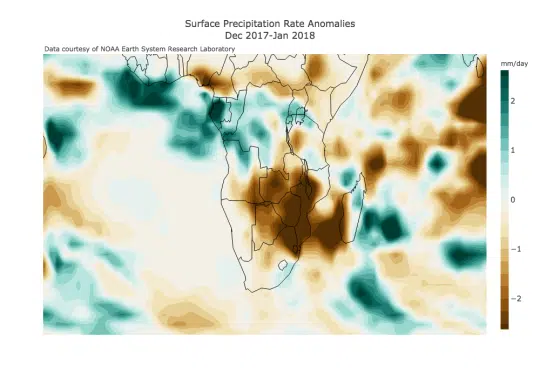 Surface Precipitation Rate Anomalies
Dec 2017-Jan 2018
Data courtesy of NOAA Earth System Research Laboratory
mm/day
2
1
0
−1
−2